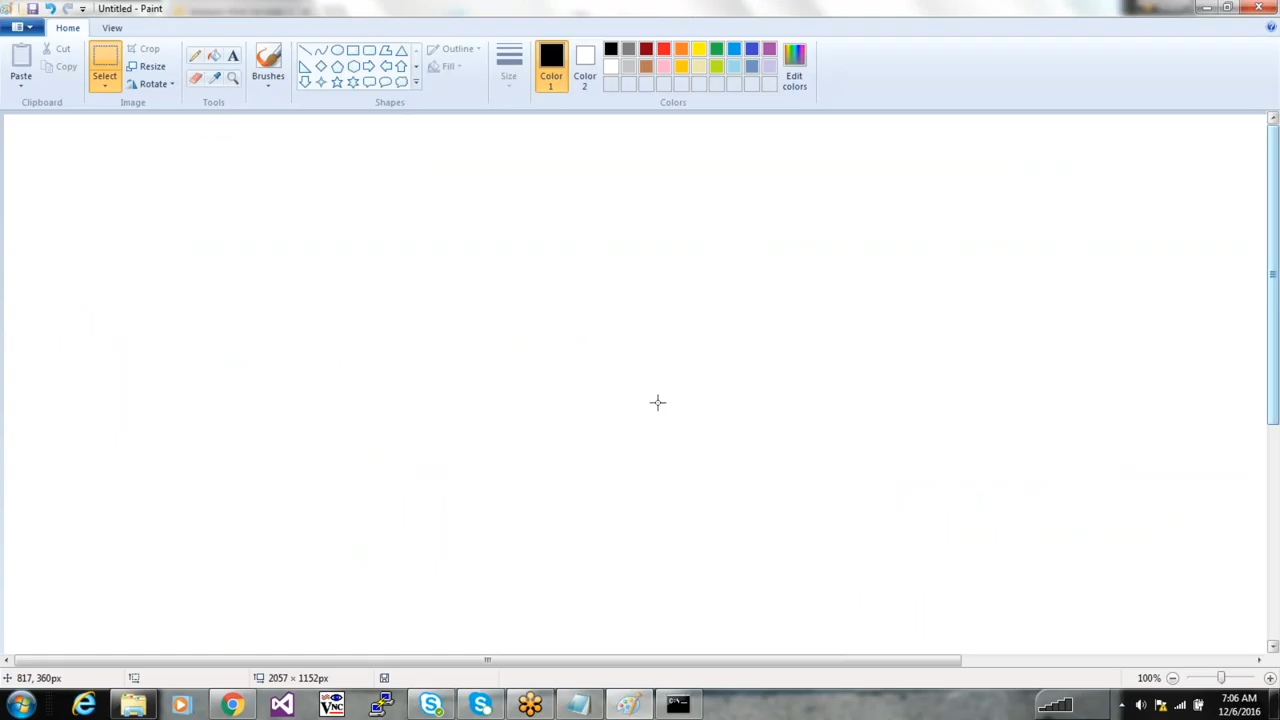 Untitled - Paint
Home View
Paste
Cut
Copy
Clipboard
Select
Crop
Resize
Rotate
Image
A
Tools
Brushes
Outline
Fill
Shapes
Size
Color
1
Color
2
Edit
colors
Colors
817, 360px
2057 × 1152px
100%
VNC
C:\
7:06 AM
12/6/2016